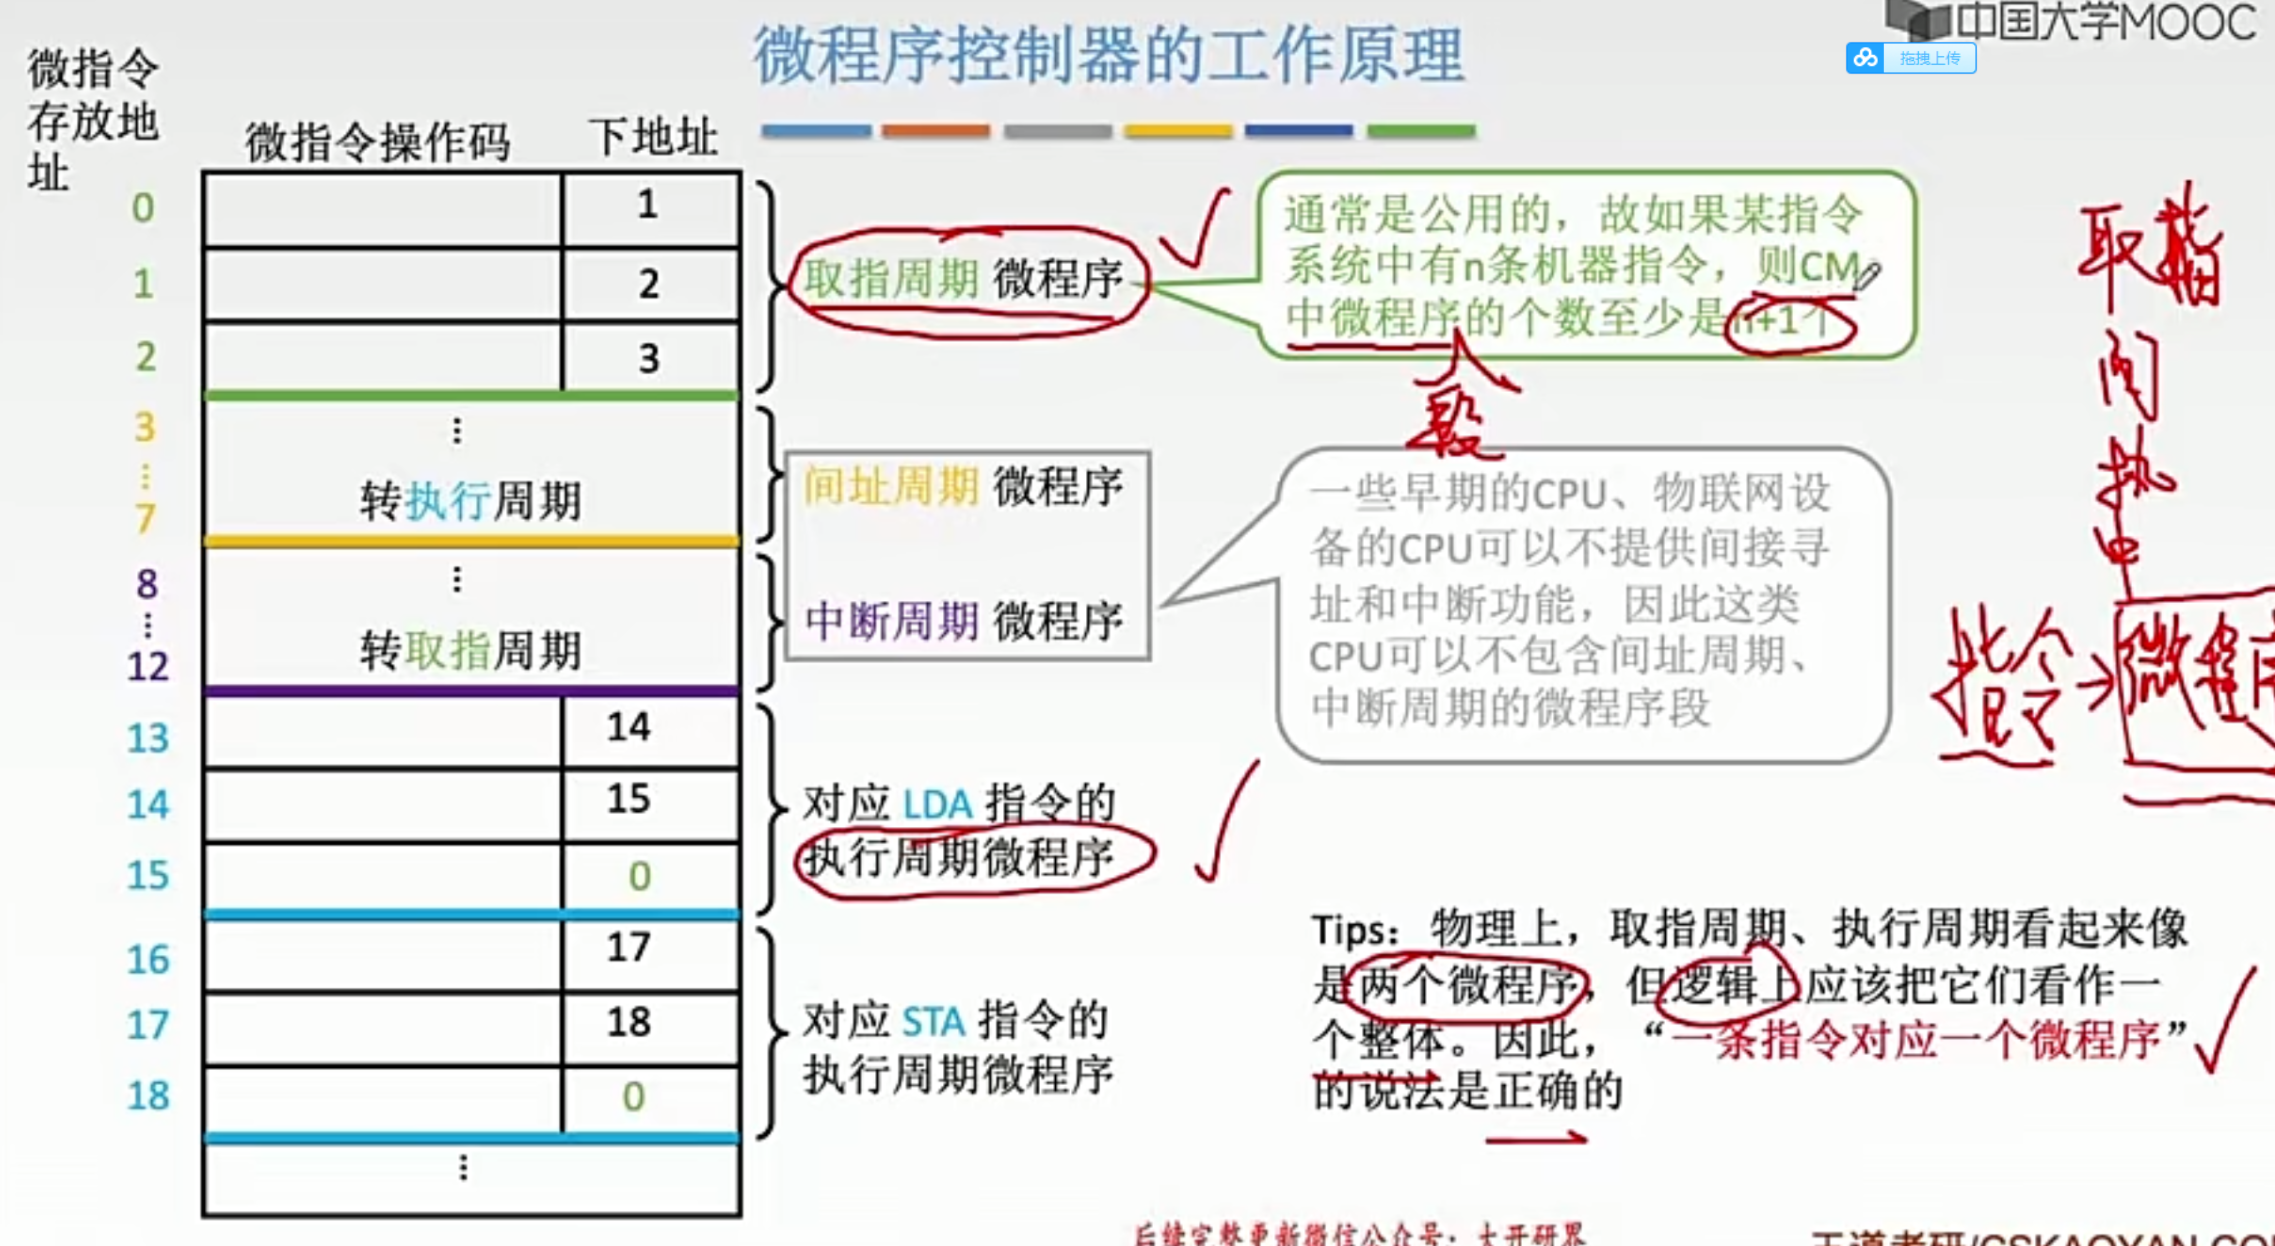 中国大学MOOC
拖拽上传
微程序控制器的工作原理
微指令
存放地
址
微指令操作码
下地址
0
1
1
2
2
3
取指周期 微程序
通常是公用的，故如果某指令
系统中有n条机器指令，则CM
中微程序的个数至少是n+1个
段
取指
间
执
中
3
⋮
7
⋮
转执行周期
间址周期 微程序
8
⋮
12
⋮
转取指周期
中断周期 微程序
一些早期的CPU、物联网设
备的CPU可以不提供间接寻
址和中断功能，因此这类
CPU可以不包含间址周期、
中断周期的微程序段
指令→微程序
13
14
14
15
15
0
对应 LDA 指令的
执行周期微程序
16
17
17
18
18
0
对应 STA 指令的
执行周期微程序
⋮
Tips：物理上，取指周期、执行周期看起来像
是两个微程序，但逻辑上应该把它们看作一
个整体。因此，“一条指令对应一个微程序”
的说法是正确的
后续完整更新微信公众号：大开研界
王道考研/CSKAOYAN.CO